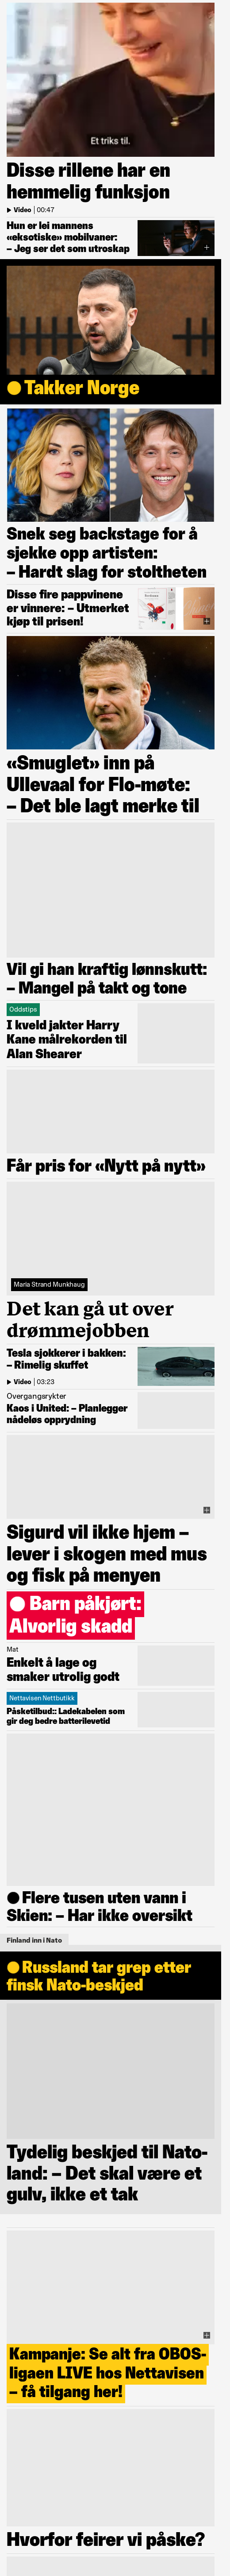 Et triks til.
Disse rillene har en
hemmelig funksjon
Video | 00:47
Hun er lei mannens
«eksotiske» mobilvaner:
– Jeg ser det som utroskap
Takker Norge
Snek seg backstage for å
sjekke opp artisten:
– Hardt slag for stoltheten
Disse fire pappvinene
er vinnere: – Utmerket
kjøp til prisen!
«Smuglet» inn på
Ullevaal for Flo-møte:
– Det ble lagt merke til
Vil gi han kraftig lønnskutt:
– Mangel på takt og tone
Oddstips
I kveld jakter Harry
Kane målrekorden til
Alan Shearer
Får pris for «Nytt på nytt»
Maria Strand Munkhaug
Det kan gå ut over
drømmejobben
Tesla sjokkerer i bakken:
– Rimelig skuffet
Video | 03:23
Overgangsrykter
Kaos i United: – Planlegger
nådeløs opprydning
Sigurd vil ikke hjem –
lever i skogen med mus
og fisk på menyen
Barn påkjørt:
Alvorlig skadd
Mat
Enkelt å lage og
smaker utrolig godt
Nettavisen Nettbutikk
Påsketilbud:: Ladekabelen som
gir deg bedre batterilevetid
Flere tusen uten vann i
Skien: – Har ikke oversikt
Finland inn i Nato
Russland tar grep etter
finsk Nato-beskjed
Tydelig beskjed til Nato-
land: – Det skal være et
gulv, ikke et tak
Kampanje: Se alt fra OBOS-
ligaen LIVE hos Nettavisen
– få tilgang her!
Hvorfor feirer vi påske?